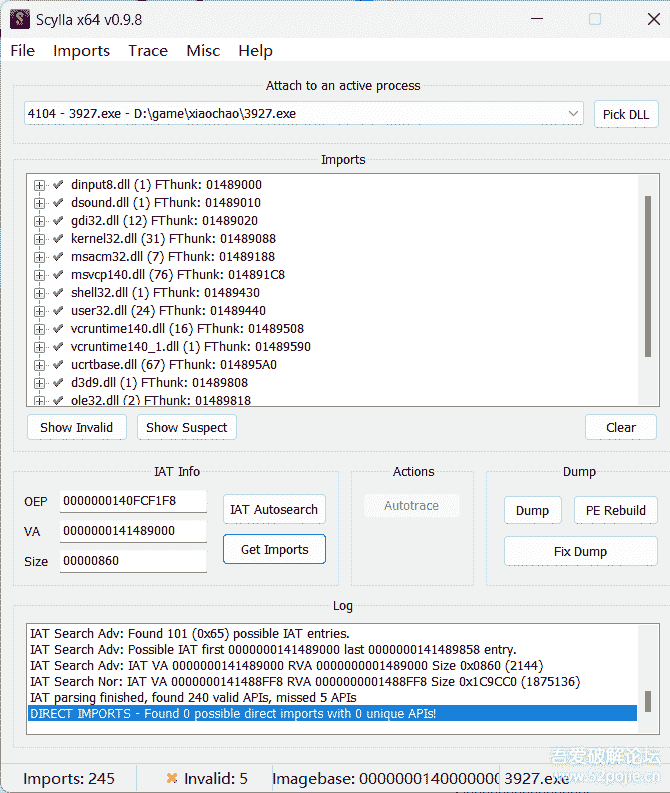 Scylla x64 v0.9.8
File Imports Trace Misc Help
Attach to an active process
4104 - 3927.exe - D:\game\xiaochao\3927.exe
Pick DLL
Imports
dinput8.dll (1) FThunk: 01489000
dsound.dll (1) FThunk: 01489010
gdi32.dll (12) FThunk: 01489020
kernel32.dll (31) FThunk: 01489088
msacm32.dll (7) FThunk: 01489188
msvcp140.dll (76) FThunk: 014891C8
shell32.dll (1) FThunk: 01489430
user32.dll (24) FThunk: 01489440
vcruntime140.dll (16) FThunk: 01489508
vcruntime140_1.dll (1) FThunk: 01489590
ucrtbase.dll (67) FThunk: 014895A0
d3d9.dll (1) FThunk: 01489808
ole32.dll (2) FThunk: 01489818
Show Invalid Show Suspect Clear
IAT Info
OEP 0000000140FCF1F8
VA 0000000141489000
Size 00000860
IAT Autosearch
Get Imports
Actions
Autotrace
Dump
Dump PE Rebuild
Fix Dump
Log
IAT Search Adv: Found 101 (0x65) possible IAT entries.
IAT Search Adv: Possible IAT first 0000000141489000 last 0000000141489858 entry.
IAT Search Adv: IAT VA 0000000141489000 RVA 0000000001489000 Size 0x0860 (2144)
IAT Search Nor: IAT VA 0000000141488FF8 RVA 0000000001488FF8 Size 0x1C9CC0 (1875136)
IAT parsing finished, found 240 valid APIs, missed 5 APIs
DIRECT IMPORTS - Found 0 possible direct imports with 0 unique APIs!
Imports: 245 Invalid: 5 Imagebase: 0000000140000000 3927.exe
吾爱破解论坛
www.52pojie.cn